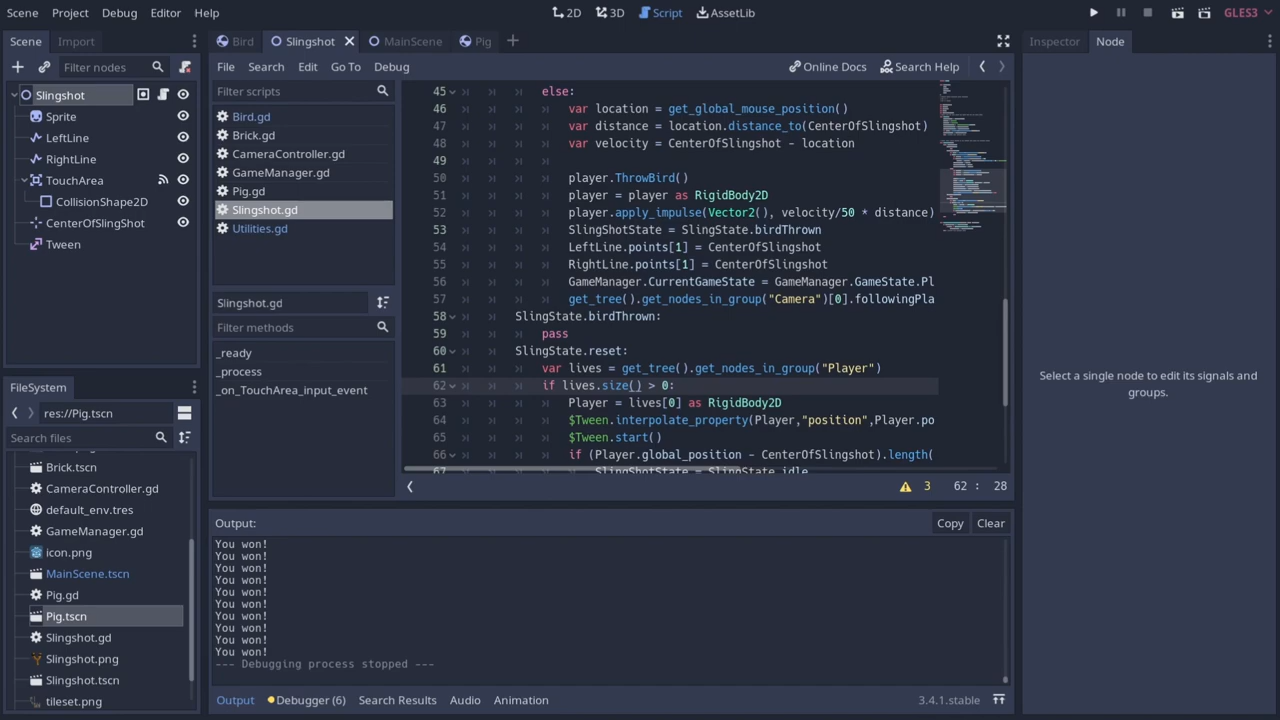 Scene Project Debug Editor Help
2D 3D Script AssetLib
GLES3
Scene Import
Filter nodes
Slingshot
Sprite
LeftLine
RightLine
TouchArea
CollisionShape2D
CenterOfSlingShot
Tween
FileSystem
res://Pig.tscn
Search files
Brick.tscn
CameraController.gd
default_env.tres
GameManager.gd
icon.png
MainScene.tscn
Pig.gd
Pig.tscn
Slingshot.gd
Slingshot.png
Slingshot.tscn
tileset.png
Bird Slingshot MainScene Pig
File Search Edit Go To Debug
Online Docs Search Help
Filter scripts
Bird.gd
Brick.gd
CameraController.gd
GameManager.gd
Pig.gd
Slingshot.gd
Utilities.gd
Slingshot.gd
Filter methods
_ready
_process
_on_TouchArea_input_event
45 else:
46 var location = get_global_mouse_position()
47 var distance = location.distance_to(CenterOfSlingshot)
48 var velocity = CenterOfSlingshot - location
49
50 player.ThrowBird()
51 player = player as RigidBody2D
52 player.apply_impulse(Vector2(), velocity/50 * distance)
53 SlingShotState = SlingState.birdThrown
54 LeftLine.points[1] = CenterOfSlingshot
55 RightLine.points[1] = CenterOfSlingshot
56 GameManager.CurrentGameState = GameManager.GameState.Pl
57 get_tree().get_nodes_in_group("Camera")[0].followingPla
58 SlingState.birdThrown:
59 pass
60 SlingState.reset:
61 var lives = get_tree().get_nodes_in_group("Player")
62 if lives.size() > 0:
63 Player = lives[0] as RigidBody2D
64 $Tween.interpolate_property(Player,"position",Player.po
65 $Tween.start()
66 if (Player.global_position - CenterOfSlingshot).length(
67 SlingShotState = SlingState.idle
3 62 : 28
Output: Copy Clear
You won!
You won!
You won!
You won!
You won!
You won!
You won!
You won!
You won!
You won!
--- Debugging process stopped ---
Output Debugger (6) Search Results Audio Animation 3.4.1.stable
Inspector Node
Select a single node to edit its signals and
groups.